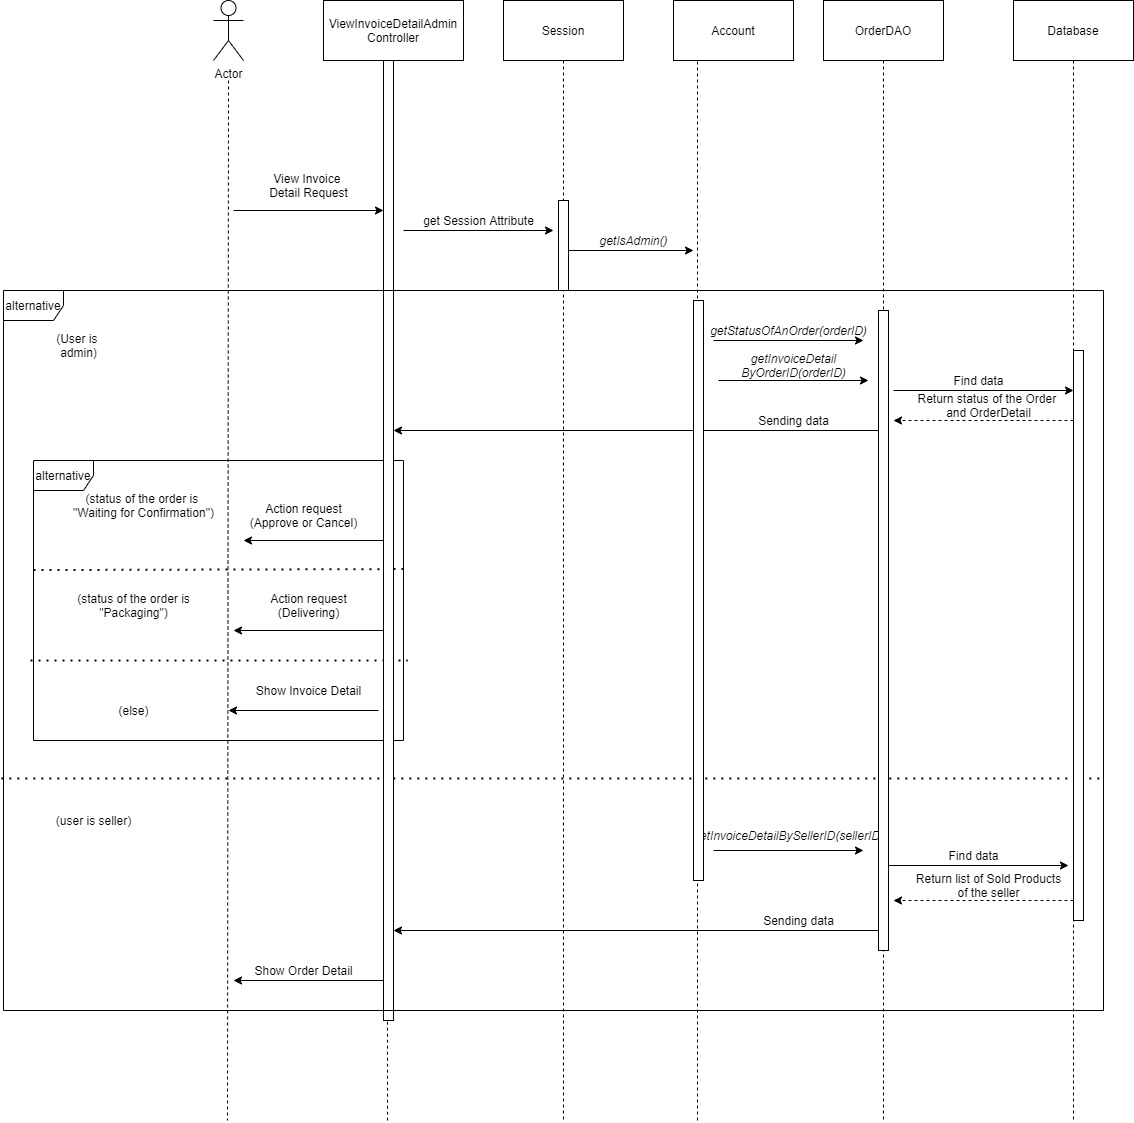 ViewInvoiceDetailAdmin
Controller
Session
Account
OrderDAO
Database
Actor
View Invoice
Detail Request
get Session Attribute
getIsAdmin()
alternative
(User is
admin)
getStatusOfAnOrder(orderID)
getInvoiceDetail
ByOrderID(orderID)
Find data
Return status of the Order
and OrderDetail
Sending data
alternative
(status of the order is
"Waiting for Confirmation")
Action request
(Approve or Cancel)
(status of the order is
"Packaging")
Action request
(Delivering)
Show Invoice Detail
(else)
(user is seller)
etInvoiceDetailBySellerID(sellerID
Find data
Return list of Sold Products
of the seller
Sending data
Show Order Detail